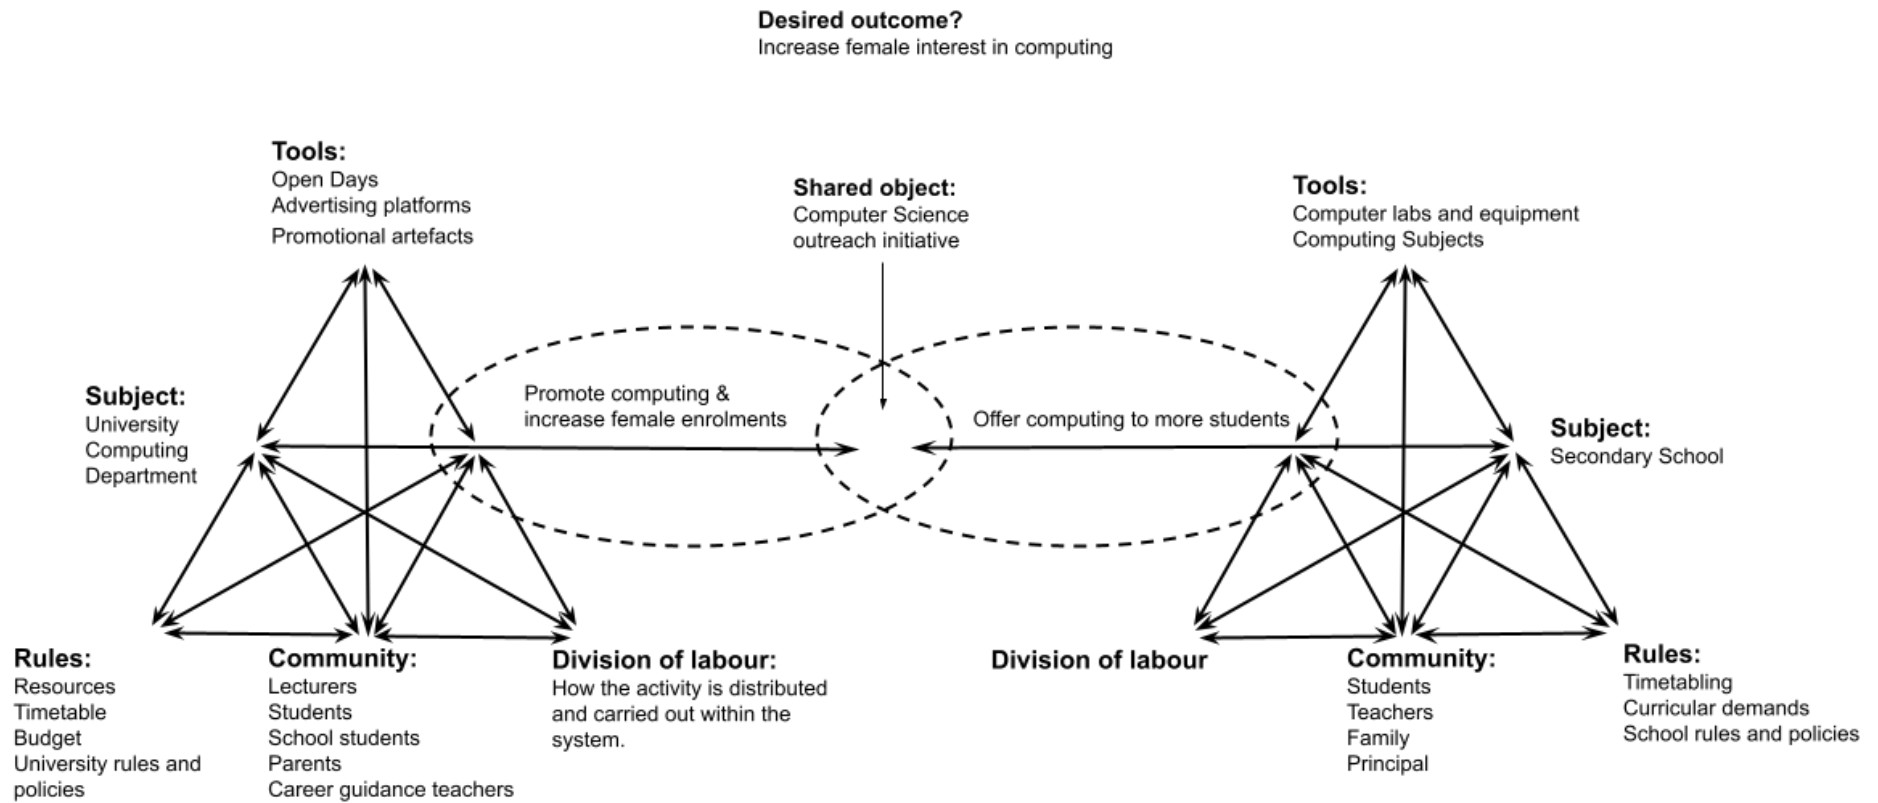 Desired outcome?
Increase female interest in computing
Tools:
Open Days
Advertising platforms
Promotional artefacts
Shared object:
Computer Science
outreach initiative
Tools:
Computer labs and equipment
Computing Subjects
Subject:
University
Computing
Department
Promote computing &
increase female enrolments
Offer computing to more students
Subject:
Secondary School
Rules:
Resources
Timetable
Budget
University rules and
policies
Community:
Lecturers
Students
School students
Parents
Career guidance teachers
Division of labour:
How the activity is distributed
and carried out within the
system.
Division of labour
Community:
Students
Teachers
Family
Principal
Rules:
Timetabling
Curricular demands
School rules and policies